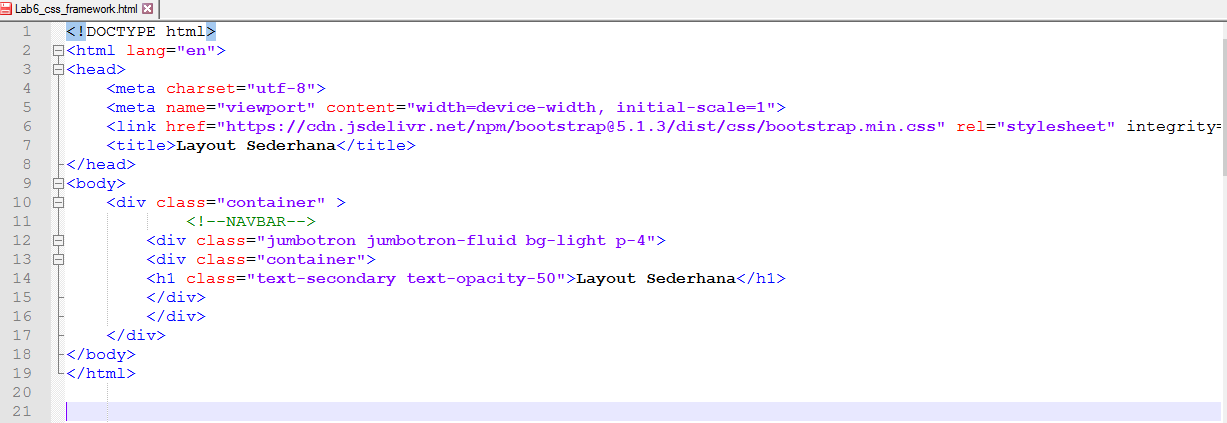 Lab6_css_framework.html
1 <!DOCTYPE html>
2 <html lang="en">
3 <head>
4 <meta charset="utf-8">
5 <meta name="viewport" content="width=device-width, initial-scale=1">
6 <link href="https://cdn.jsdelivr.net/npm/bootstrap@5.1.3/dist/css/bootstrap.min.css" rel="stylesheet" integrity=
7 <title>Layout Sederhana</title>
8 </head>
9 <body>
10 <div class="container" >
11 <!--NAVBAR-->
12 <div class="jumbotron jumbotron-fluid bg-light p-4">
13 <div class="container">
14 <h1 class="text-secondary text-opacity-50">Layout Sederhana</h1>
15 </div>
16 </div>
17 </div>
18 </body>
19 </html>
20
21